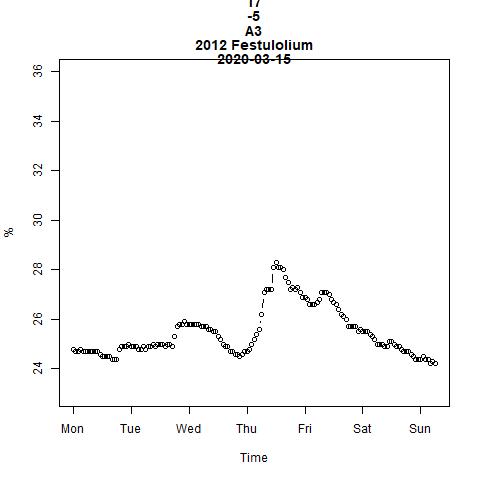 17
-5
A3
2012 Festulolium
2020-03-15
36
34
32
30
28
26
24
%
Mon Tue Wed Thu Fri Sat Sun
Time